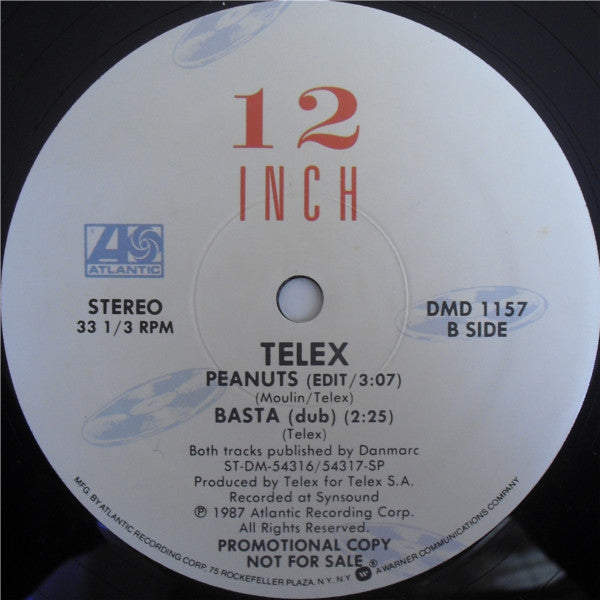 12
INCH
ATLANTIC
STEREO
33 1/3 RPM
DMD 1157
B SIDE
TELEX
PEANUTS (EDIT/3:07)
(Moulin/Telex)
BASTA (dub) (2:25)
(Telex)
Both tracks published by Danmarc
ST-DM-54316/54317-SP
Produced by Telex for Telex S.A.
Recorded at Synsound
℗ 1987 Atlantic Recording Corp.
All Rights Reserved.
PROMOTIONAL COPY
NOT FOR SALE
MFG. BY ATLANTIC RECORDING CORP. 75 ROCKEFELLER PLAZA, N.Y. N.Y. ® A WARNER COMMUNICATIONS COMPANY